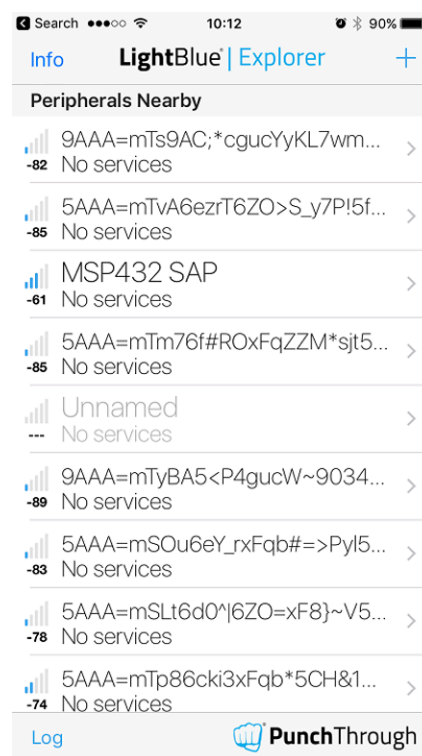 Search 10:12 90%
Info LightBlue | Explorer +
Peripherals Nearby
9AAA=mTs9AC;*cgucYyKL7wm...
-82 No services
5AAA=mTvA6ezrT6ZO>S_y7P!5f...
-85 No services
MSP432 SAP
-61 No services
5AAA=mTm76f#ROxFqZZM*sjt5...
-85 No services
Unnamed
--- No services
9AAA=mTyBA5<P4gucW~9034...
-89 No services
5AAA=mSOu6eY_rxFqb#=>Pyl5...
-83 No services
5AAA=mSLt6d0^|6ZO=xF8}~V5...
-78 No services
5AAA=mTp86cki3xFqb*5CH&1...
-74 No services
Log PunchThrough